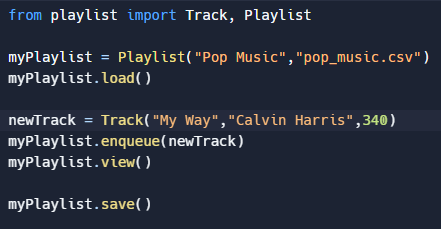 from playlist import Track, Playlist
myPlaylist = Playlist("Pop Music","pop_music.csv")
myPlaylist.load()
newTrack = Track("My Way","Calvin Harris",340)
myPlaylist.enqueue(newTrack)
myPlaylist.view()
myPlaylist.save()